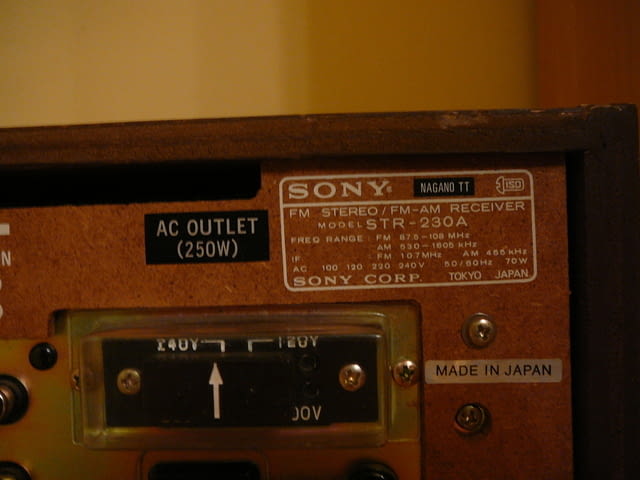 SONY® NAGANO TT ISO
FM STEREO/FM-AM RECEIVER
MODEL STR-230A
FREQ RANGE : FM 87.5-108 MHz
AM 530-1605 kHz
IF : FM 10.7MHz AM 455 kHz
AC 100 120 220 240V 50/60Hz 70W
SONY CORP. TOKYO JAPAN
AC OUTLET
(250W)
240V 120V
00V
MADE IN JAPAN
N